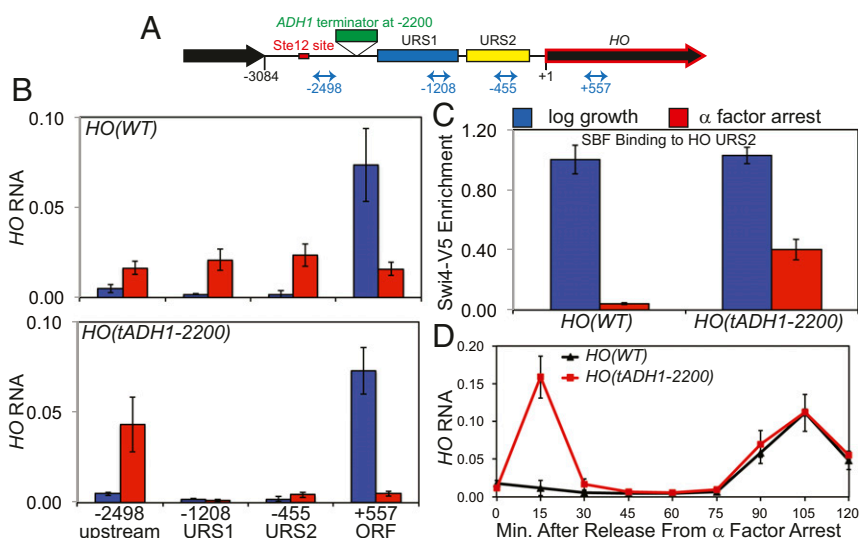 A
ADH1 terminator at -2200
Ste12 site
URS1
URS2
HO
-3084
+1
-2498
-1208
-455
+557
B
HO(WT)
0.10
0.05
0.00
HO RNA
HO(tADH1-2200)
0.10
0.05
0.00
HO RNA
-2498
upstream
-1208
URS1
-455
URS2
+557
ORF
C
log growth
α factor arrest
SBF Binding to HO URS2
1.20
0.80
0.40
0.00
Swi4-V5 Enrichment
HO(WT)
HO(tADH1-2200)
D
HO(WT)
HO(tADH1-2200)
0.20
0.15
0.10
0.05
0.00
HO RNA
0 15 30 45 60 75 90 105 120
Min. After Release From α Factor Arrest